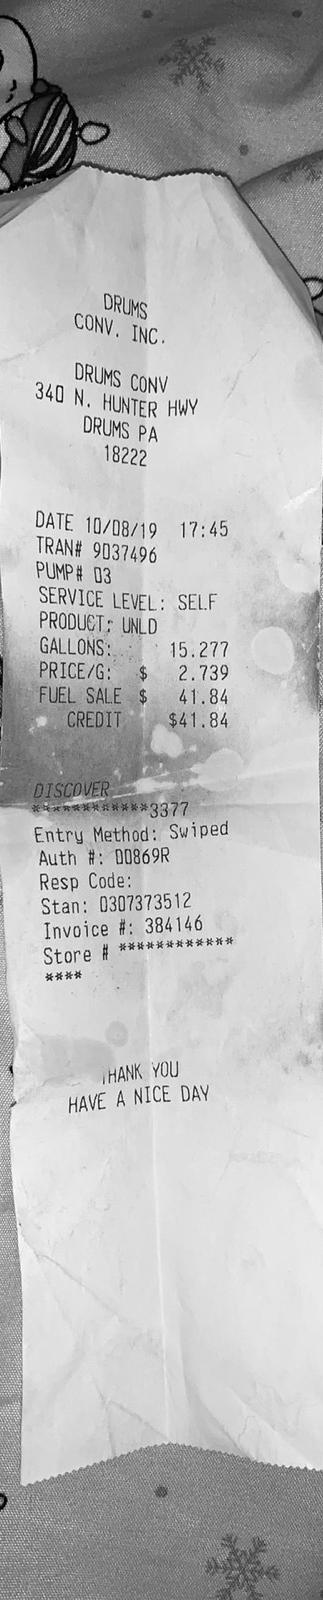 DRUMS
CONV. INC.
DRUMS CONV
340 N. HUNTER HWY
DRUMS PA
18222
DATE 10/08/19 17:45
TRAN# 9037496
PUMP# 03
SERVICE LEVEL: SELF
PRODUCT: UNLD
GALLONS: 15.277
PRICE/G: $ 2.739
FUEL SALE $ 41.84
CREDIT $41.84
DISCOVER
************3377
Entry Method: Swiped
Auth #: 00869R
Resp Code:
Stan: 0307373512
Invoice #: 384146
Store # ************
****
THANK YOU
HAVE A NICE DAY